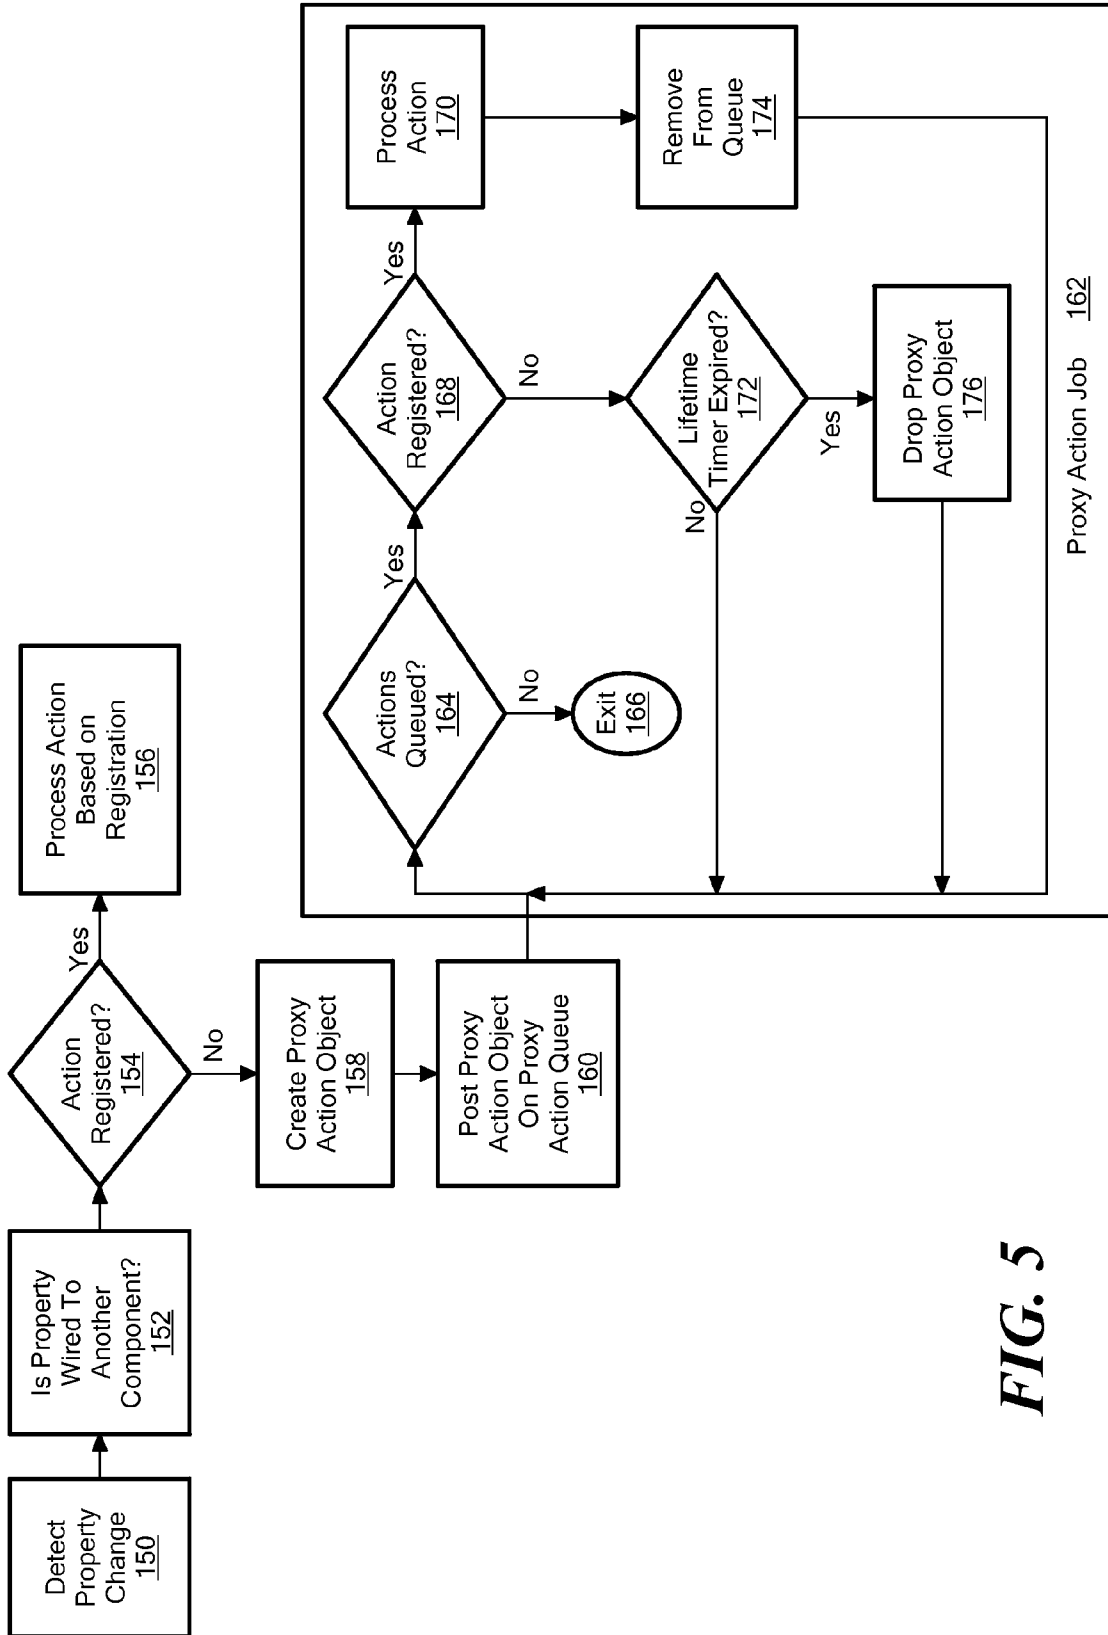 Detect
Property
Change
150
Is Property
Wired To
Another
Component?
152
Action
Registered?
154
Yes
Process Action
Based on
Registration
156
No
Create Proxy
Action Object
158
Post Proxy
Action Object
On Proxy
Action Queue
160
Actions
Queued?
164
Yes
No
Exit
166
Action
Registered?
168
Yes
No
Process
Action
170
Lifetime
Timer Expired?
172
No
Yes
Remove
From
Queue
174
Drop Proxy
Action Object
176
Proxy Action Job 162
FIG. 5